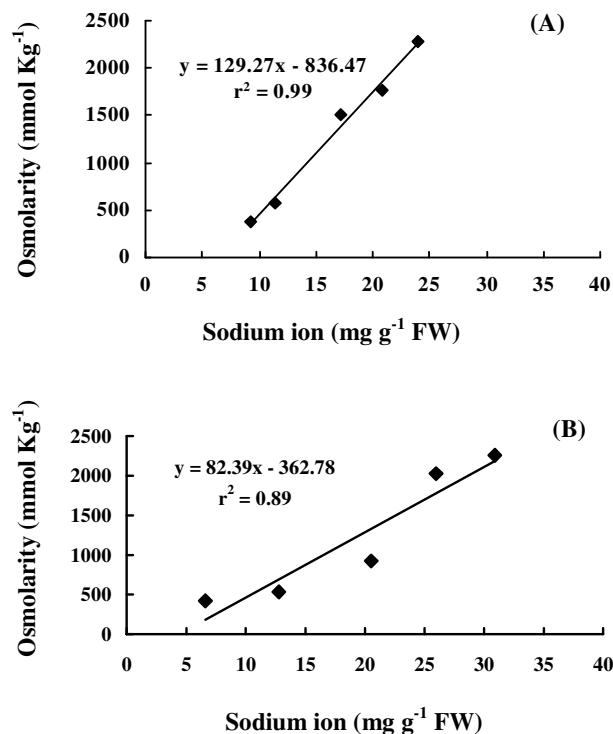 (A)
Osmolarity (mmol Kg⁻¹)
2500
2000
1500
1000
500
0
y = 129.27x - 836.47
r² = 0.99
0 5 10 15 20 25 30 35 40
Sodium ion (mg g⁻¹ FW)
(B)
Osmolarity (mmol Kg⁻¹)
2500
2000
1500
1000
500
0
y = 82.39x - 362.78
r² = 0.89
0 5 10 15 20 25 30 35 40
Sodium ion (mg g⁻¹ FW)